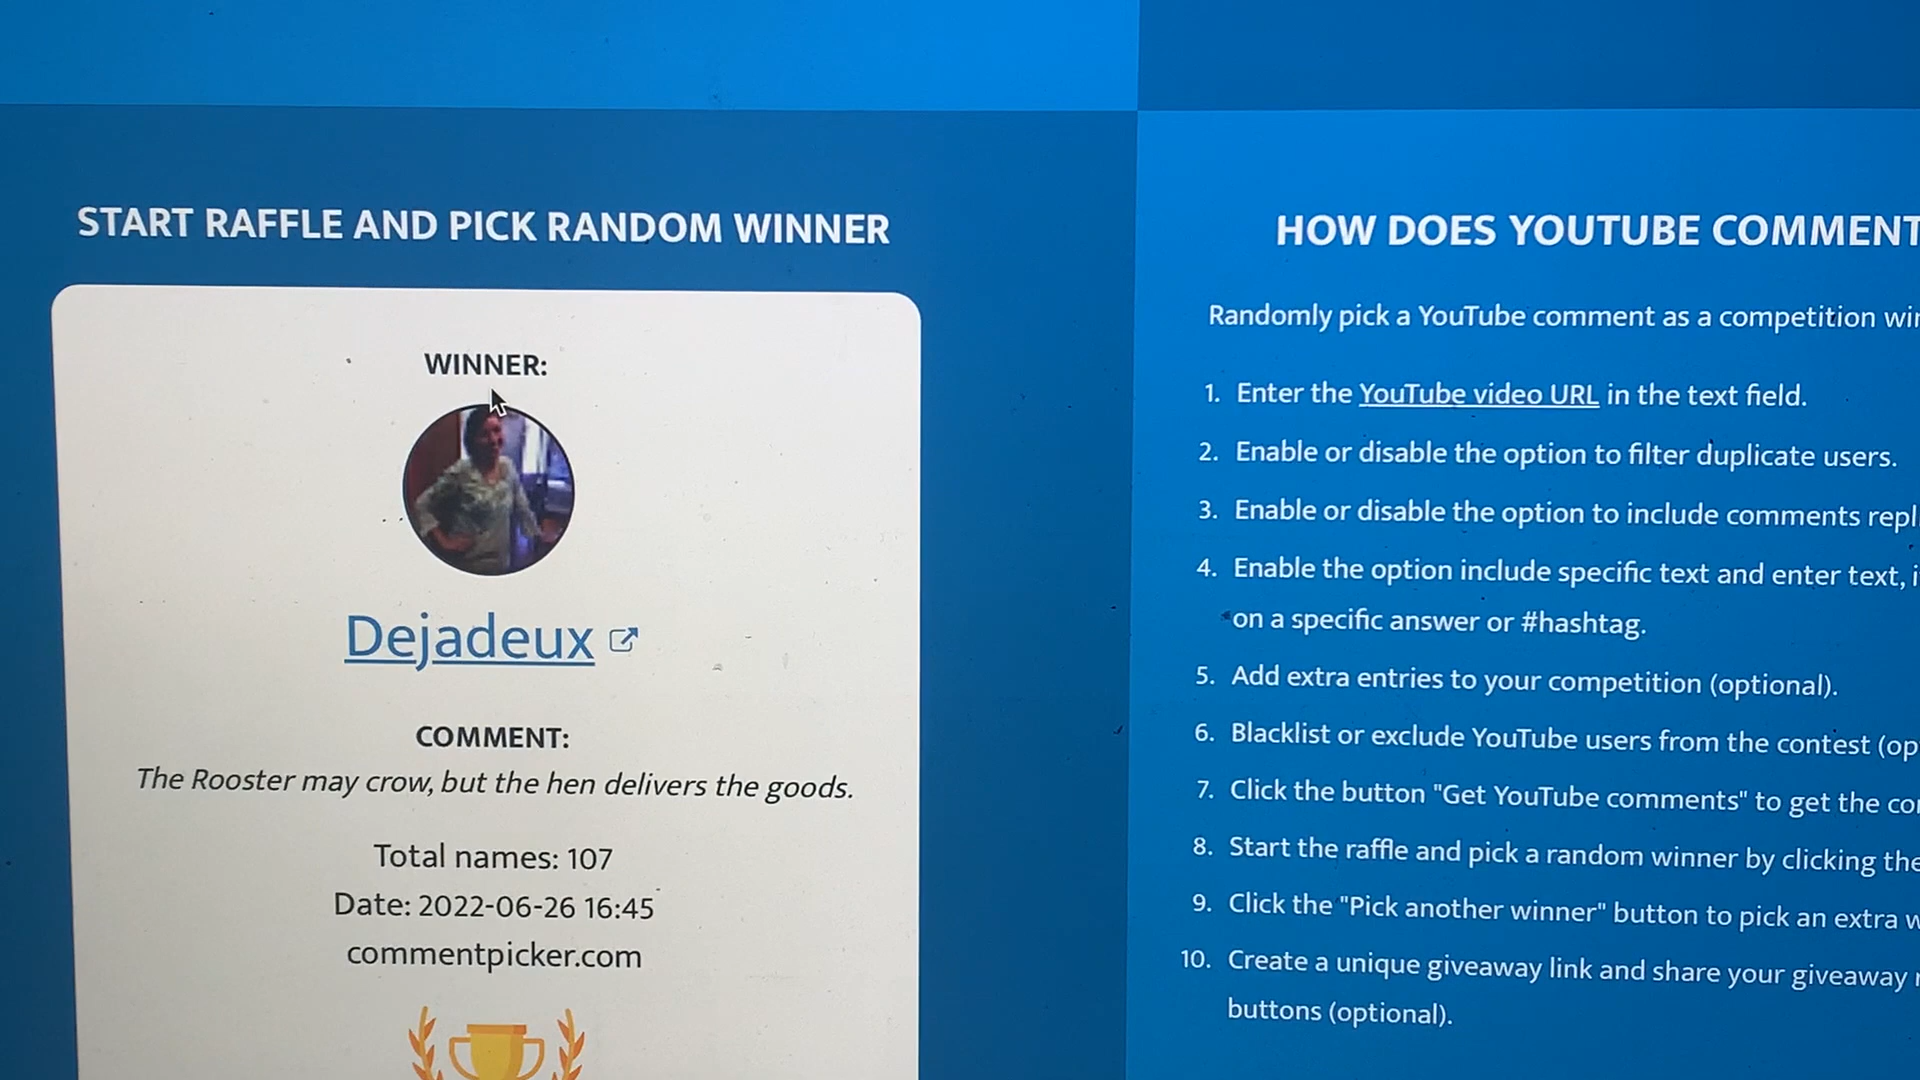 START RAFFLE AND PICK RANDOM WINNER
WINNER:
Dejadeux
COMMENT:
The Rooster may crow, but the hen delivers the goods.
Total names: 107
Date: 2022-06-26 16:45
commentpicker.com
HOW DOES YOUTUBE COMMENT
Randomly pick a YouTube comment as a competition
1. Enter the YouTube video URL in the text field.
2. Enable or disable the option to filter duplicate users.
3. Enable or disable the option to include comments
4. Enable the option include specific text and enter text,
on a specific answer or #hashtag.
5. Add extra entries to your competition (optional).
6. Blacklist or exclude YouTube users from the contest
7. Click the button "Get YouTube comments" to get the
8. Start the raffle and pick a random winner by clicking the
9. Click the "Pick another winner" button to pick an extra
10. Create a unique giveaway link and share your giveaway
buttons (optional).